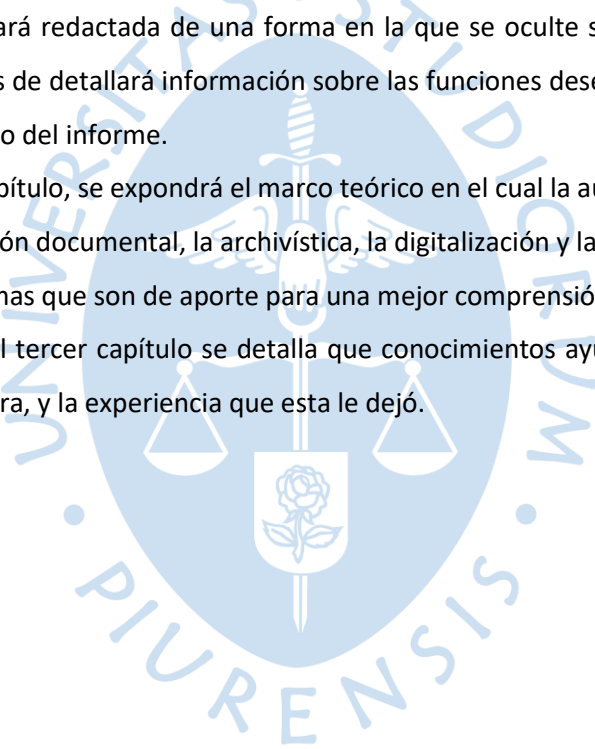 ará redactada de una forma en la que se oculte s
s de detallará información sobre las funciones dese
o del informe.
pítulo, se expondrá el marco teórico en el cual la au
ón documental, la archivística, la digitalización y la
nas que son de aporte para una mejor comprensió
l tercer capítulo se detalla que conocimientos ayu
ra, y la experiencia que esta le dejó.
UNIVERSITAS STUDIORUM
PIURENSIS